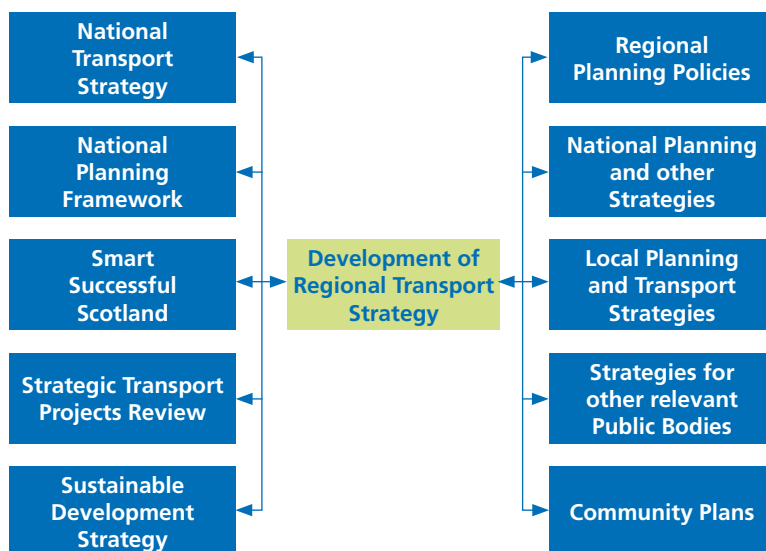 National
Transport
Strategy
National
Planning
Framework
Smart
Successful
Scotland
Strategic Transport
Projects Review
Sustainable
Development
Strategy
Development of
Regional Transport
Strategy
Regional
Planning Policies
National Planning
and other
Strategies
Local Planning
and Transport
Strategies
Strategies for
other relevant
Public Bodies
Community Plans